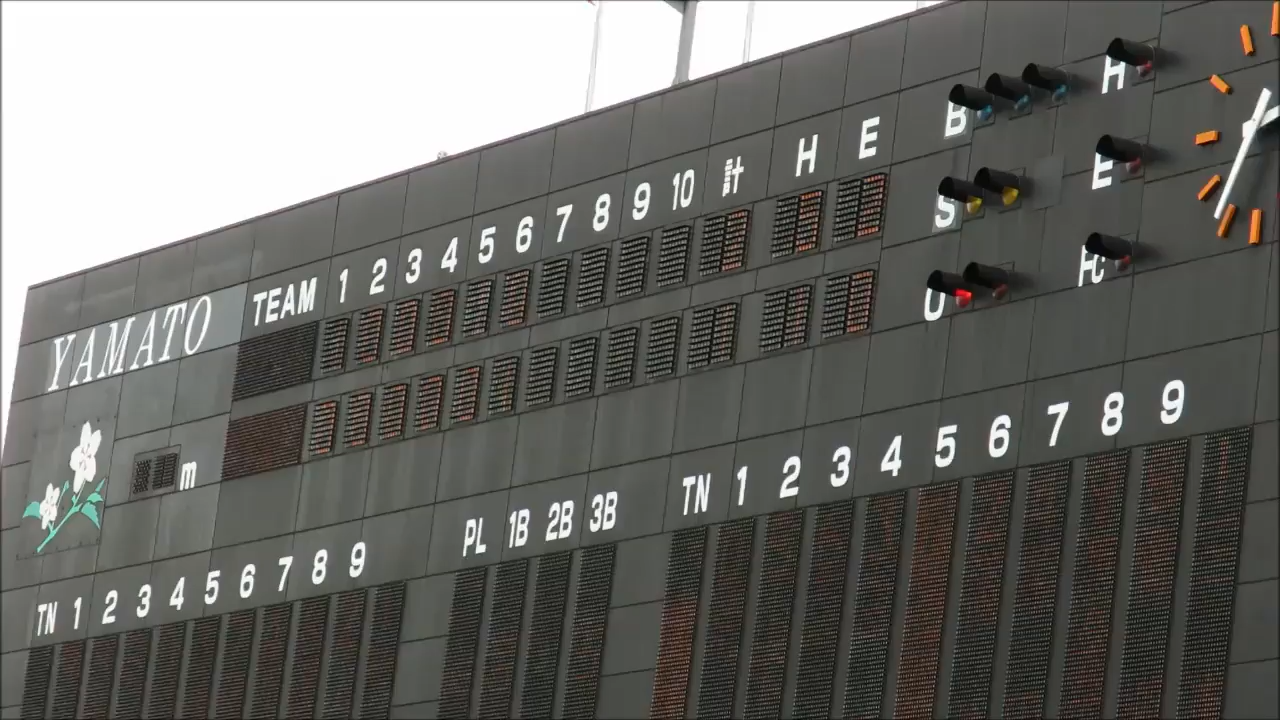 YAMATO
TEAM 1 2 3 4 5 6 7 8 9 10 計 H E
B H
S E
O FC
m
TN 1 2 3 4 5 6 7 8 9
PL 1B 2B 3B
TN 1 2 3 4 5 6 7 8 9